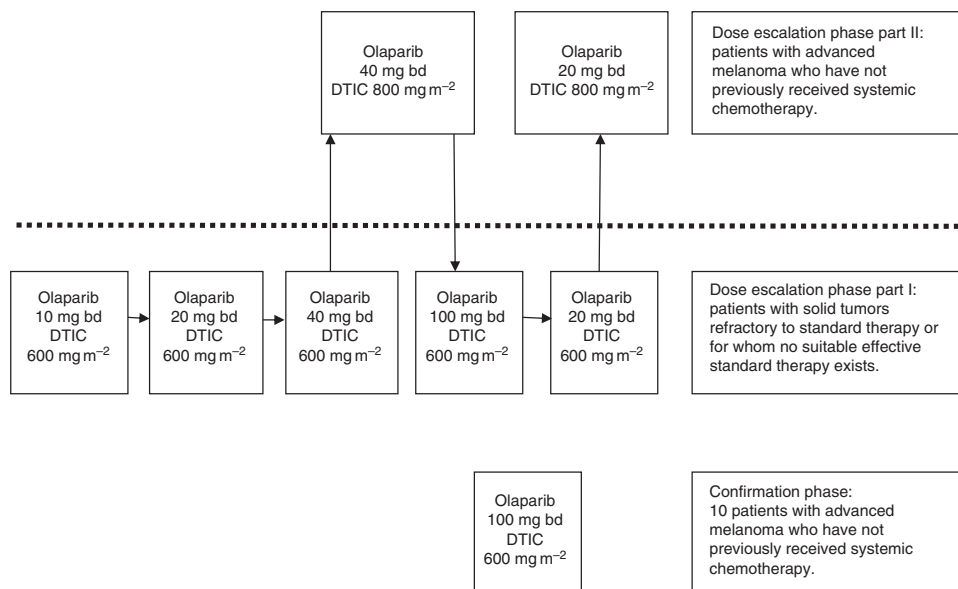 Olaparib
40 mg bd
DTIC 800 mg m⁻²
Olaparib
20 mg bd
DTIC 800 mg m⁻²
Dose escalation phase part II:
patients with advanced
melanoma who have not
previously received systemic
chemotherapy.
Olaparib
10 mg bd
DTIC
600 mg m⁻²
Olaparib
20 mg bd
DTIC
600 mg m⁻²
Olaparib
40 mg bd
DTIC
600 mg m⁻²
Olaparib
100 mg bd
DTIC
600 mg m⁻²
Olaparib
20 mg bd
DTIC
600 mg m⁻²
Dose escalation phase part I:
patients with solid tumors
refractory to standard therapy or
for whom no suitable effective
standard therapy exists.
Olaparib
100 mg bd
DTIC
600 mg m⁻²
Confirmation phase:
10 patients with advanced
melanoma who have not
previously received systemic
chemotherapy.